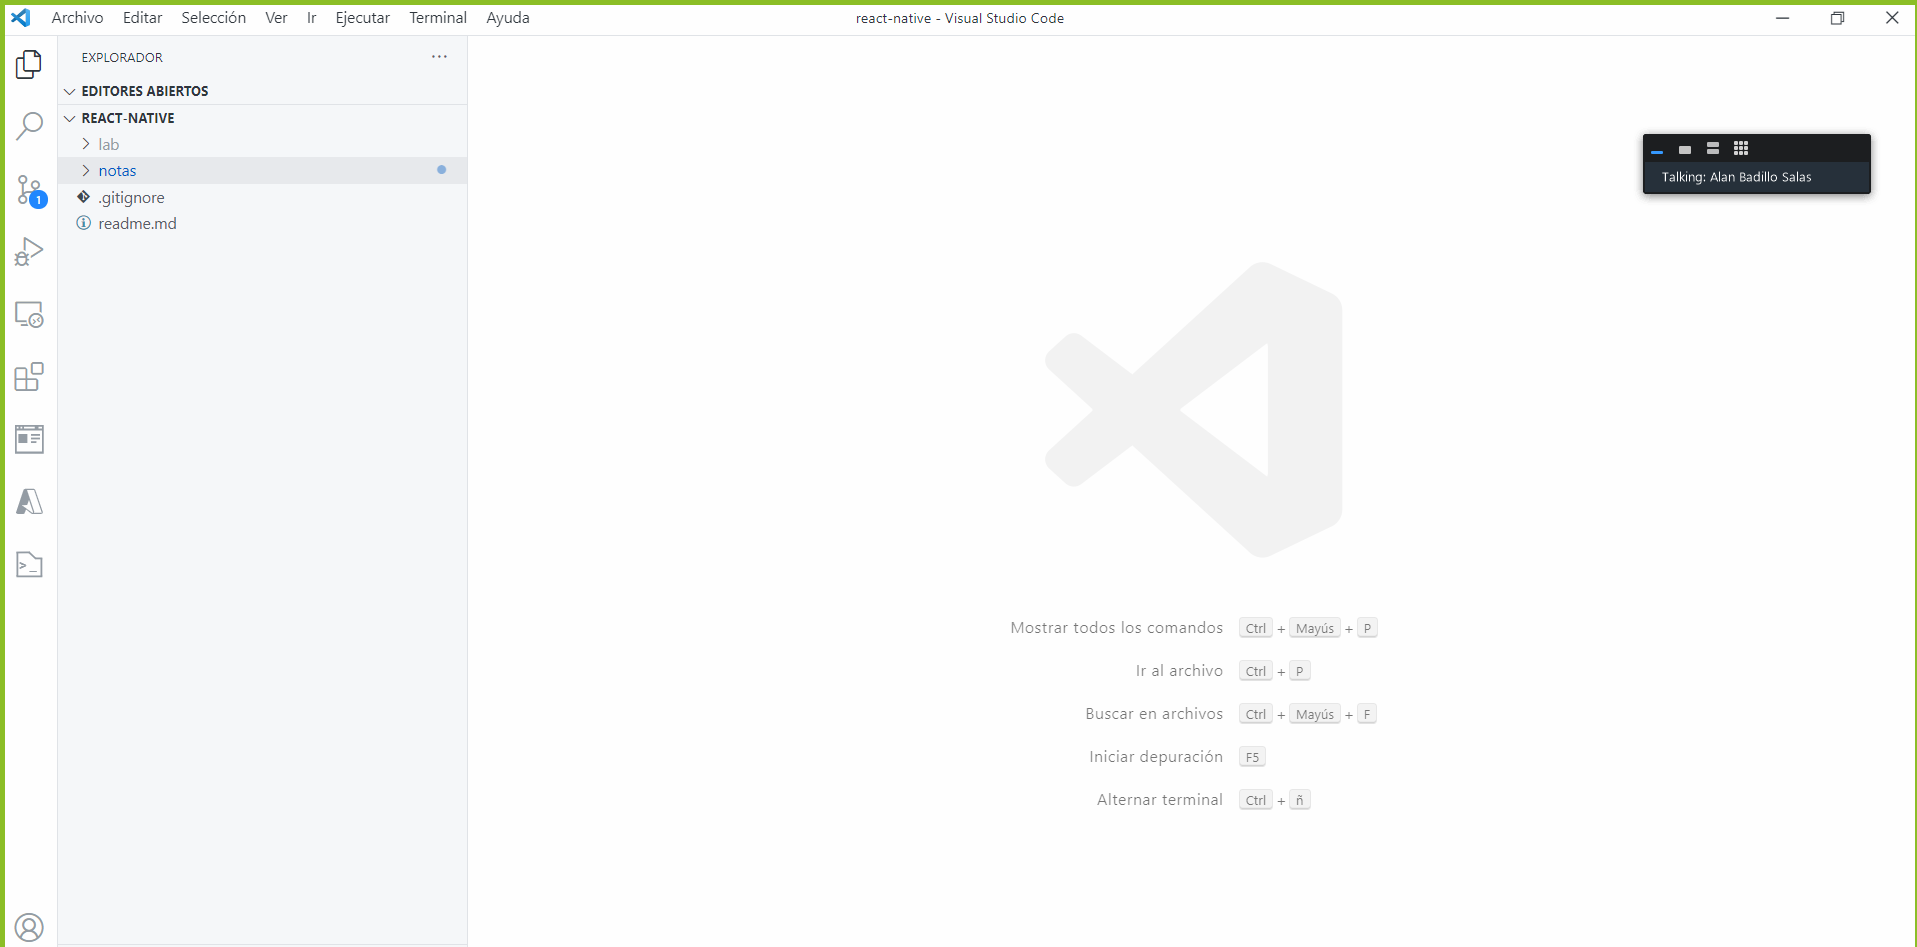 Archivo Editar Selección Ver Ir Ejecutar Terminal Ayuda
react-native - Visual Studio Code
EXPLORADOR
EDITORES ABIERTOS
REACT-NATIVE
lab
notas
.gitignore
readme.md
1
Talking: Alan Badillo Salas
Mostrar todos los comandos Ctrl + Mayús + P
Ir al archivo Ctrl + P
Buscar en archivos Ctrl + Mayús + F
Iniciar depuración F5
Alternar terminal Ctrl + ñ